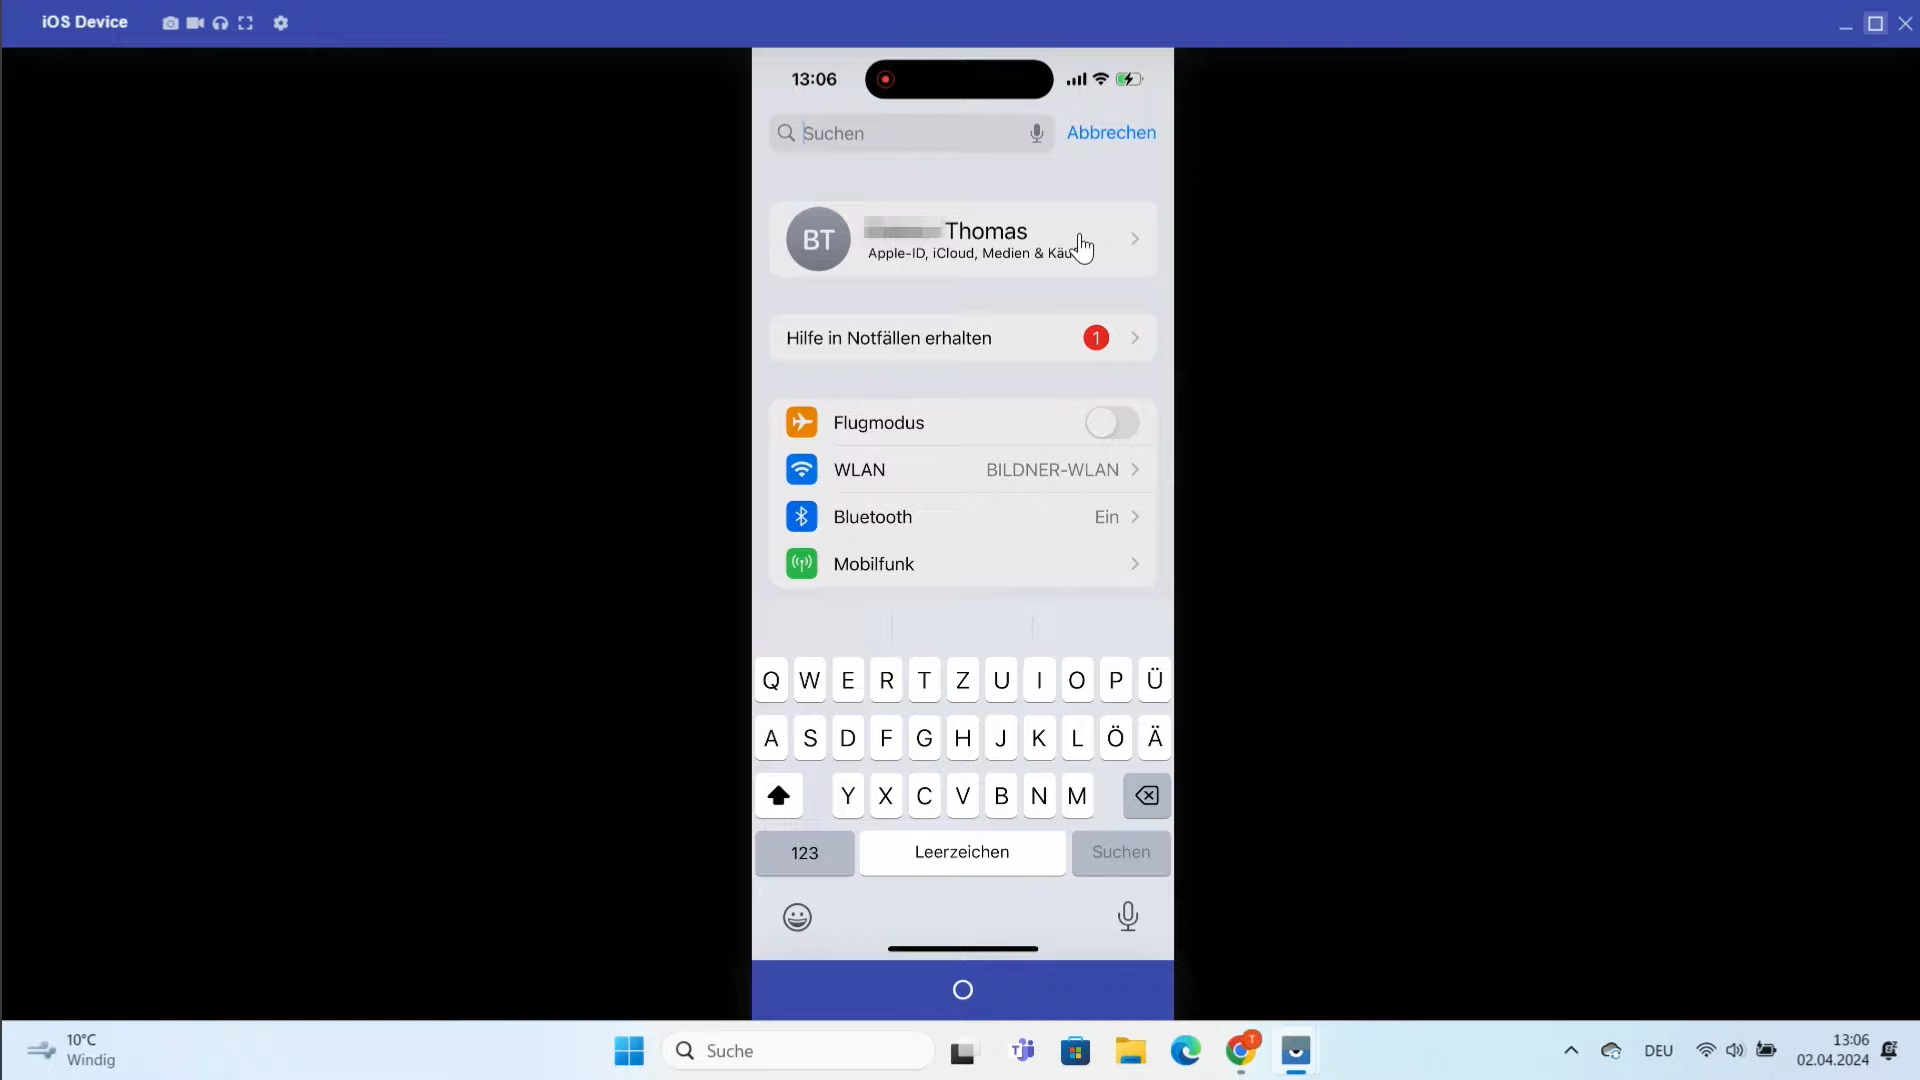 iOS Device
13:06
Suchen
Abbrechen
BT
Thomas
Apple-ID, iCloud, Medien & Käu
Hilfe in Notfällen erhalten
1
Flugmodus
WLAN
BILDNER-WLAN
Bluetooth
Ein
Mobilfunk
Q W E R T Z U I O P Ü
A S D F G H J K L Ö Ä
Y X C V B N M
123
Leerzeichen
Suchen
10°C
Windig
Suche
T
DEU
13:06
02.04.2024